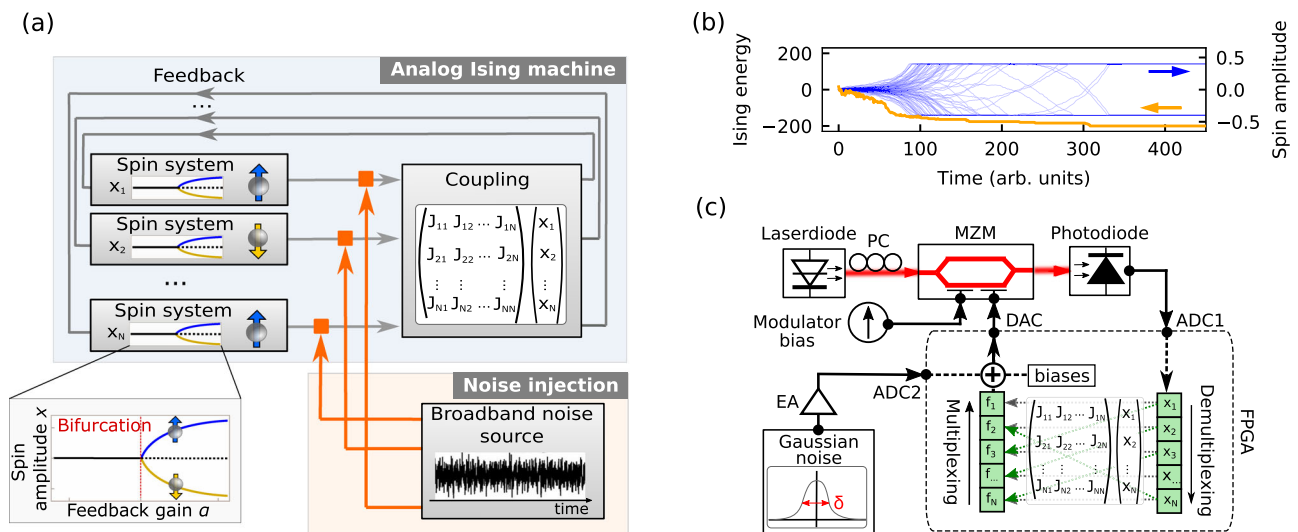 (a)
Feedback
Analog Ising machine
...
Spin system
x1
Spin system
x2
...
Spin system
xN
Coupling
J11 J12 ... J1N
J21 J22 ... J2N
⋮ ⋮ ⋮
JN1 JN2 ... JNN
x1
x2
⋮
xN
Noise injection
Broadband noise
source
time
Bifurcation
Spin
amplitude x
Feedback gain a
(b)
Ising energy
200
0
−200
0.5
0.0
−0.5
Spin amplitude
0 100 200 300 400
Time (arb. units)
(c)
Laserdiode
PC
MZM
Photodiode
Modulator
bias
DAC
ADC1
ADC2
+
biases
EA
Gaussian
noise
δ
Multiplexing
f1
f2
f3
f...
fN
J11 J12 ... J1N
J21 J22 ... J2N
⋮ ⋮ ⋮
JN1 JN2 ... JNN
x1
x2
⋮
xN
x1
x2
x3
x...
xN
Demultiplexing
FPGA